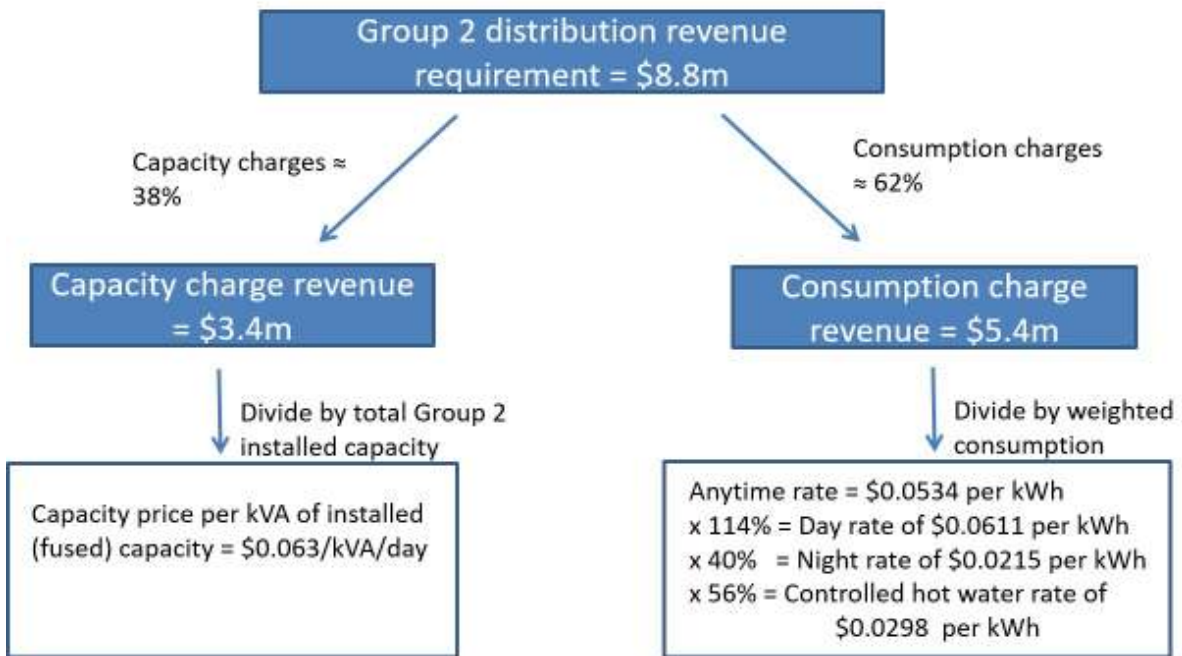 Group 2 distribution revenue
requirement = $8.8m
Capacity charges ≈
38%
Consumption charges
≈ 62%
Capacity charge revenue
= $3.4m
Consumption charge
revenue = $5.4m
Divide by total Group 2
installed capacity
Divide by weighted
consumption
Capacity price per kVA of installed
(fused) capacity = $0.063/kVA/day
Anytime rate = $0.0534 per kWh
x 114% = Day rate of $0.0611 per kWh
x 40% = Night rate of $0.0215 per kWh
x 56% = Controlled hot water rate of
$0.0298 per kWh